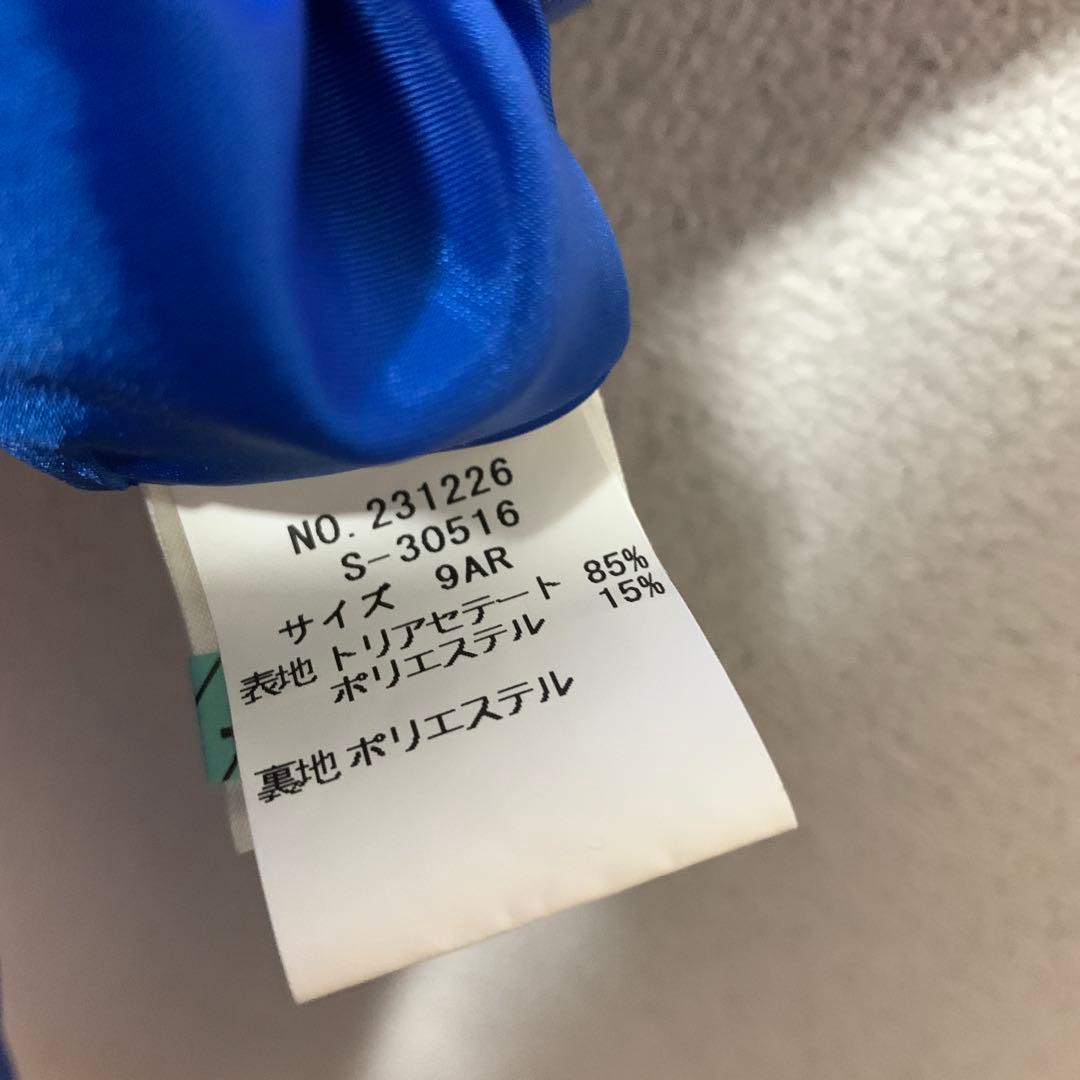 NO. 231226
S-30516
サイズ 9AR
表地 トリアセテート 85%
ポリエステル 15%
裏地 ポリエステル